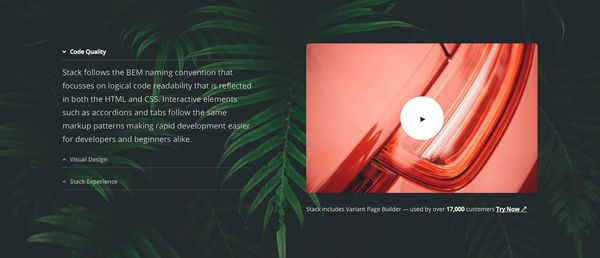 Code Quality
Stack follows the BEM naming convention that
focusses on logical code readability that is reflected
in both the HTML and CSS. Interactive elements
such as accordions and tabs follow the same
markup patterns making rapid development easier
for developers and beginners alike.
Visual Design
Stack Experience
Stack includes Variant Page Builder — used by over 17,000 customers Try Now ↗